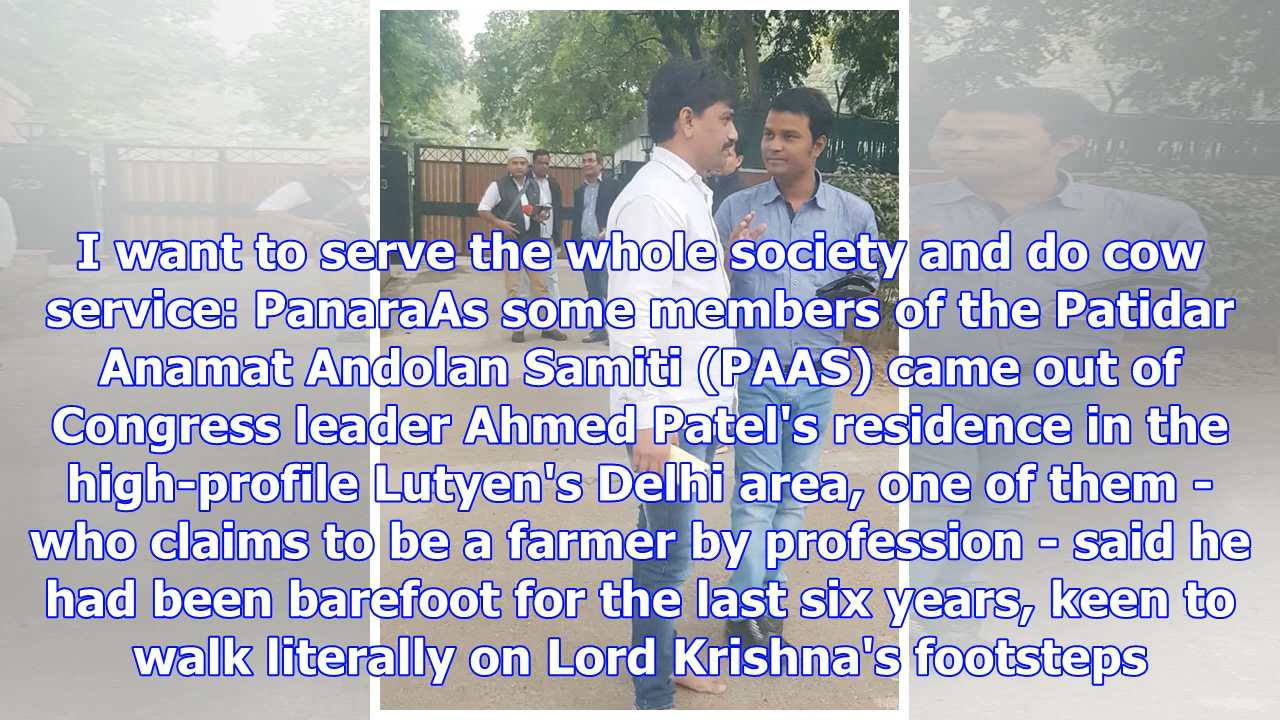 I want to serve the whole society and do cow
service: PanaraAs some members of the Patidar
Anamat Andolan Samiti (PAAS) came out of
Congress leader Ahmed Patel's residence in the
high-profile Lutyen's Delhi area, one of them -
who claims to be a farmer by profession - said he
had been barefoot for the last six years, keen to
walk literally on Lord Krishna's footsteps